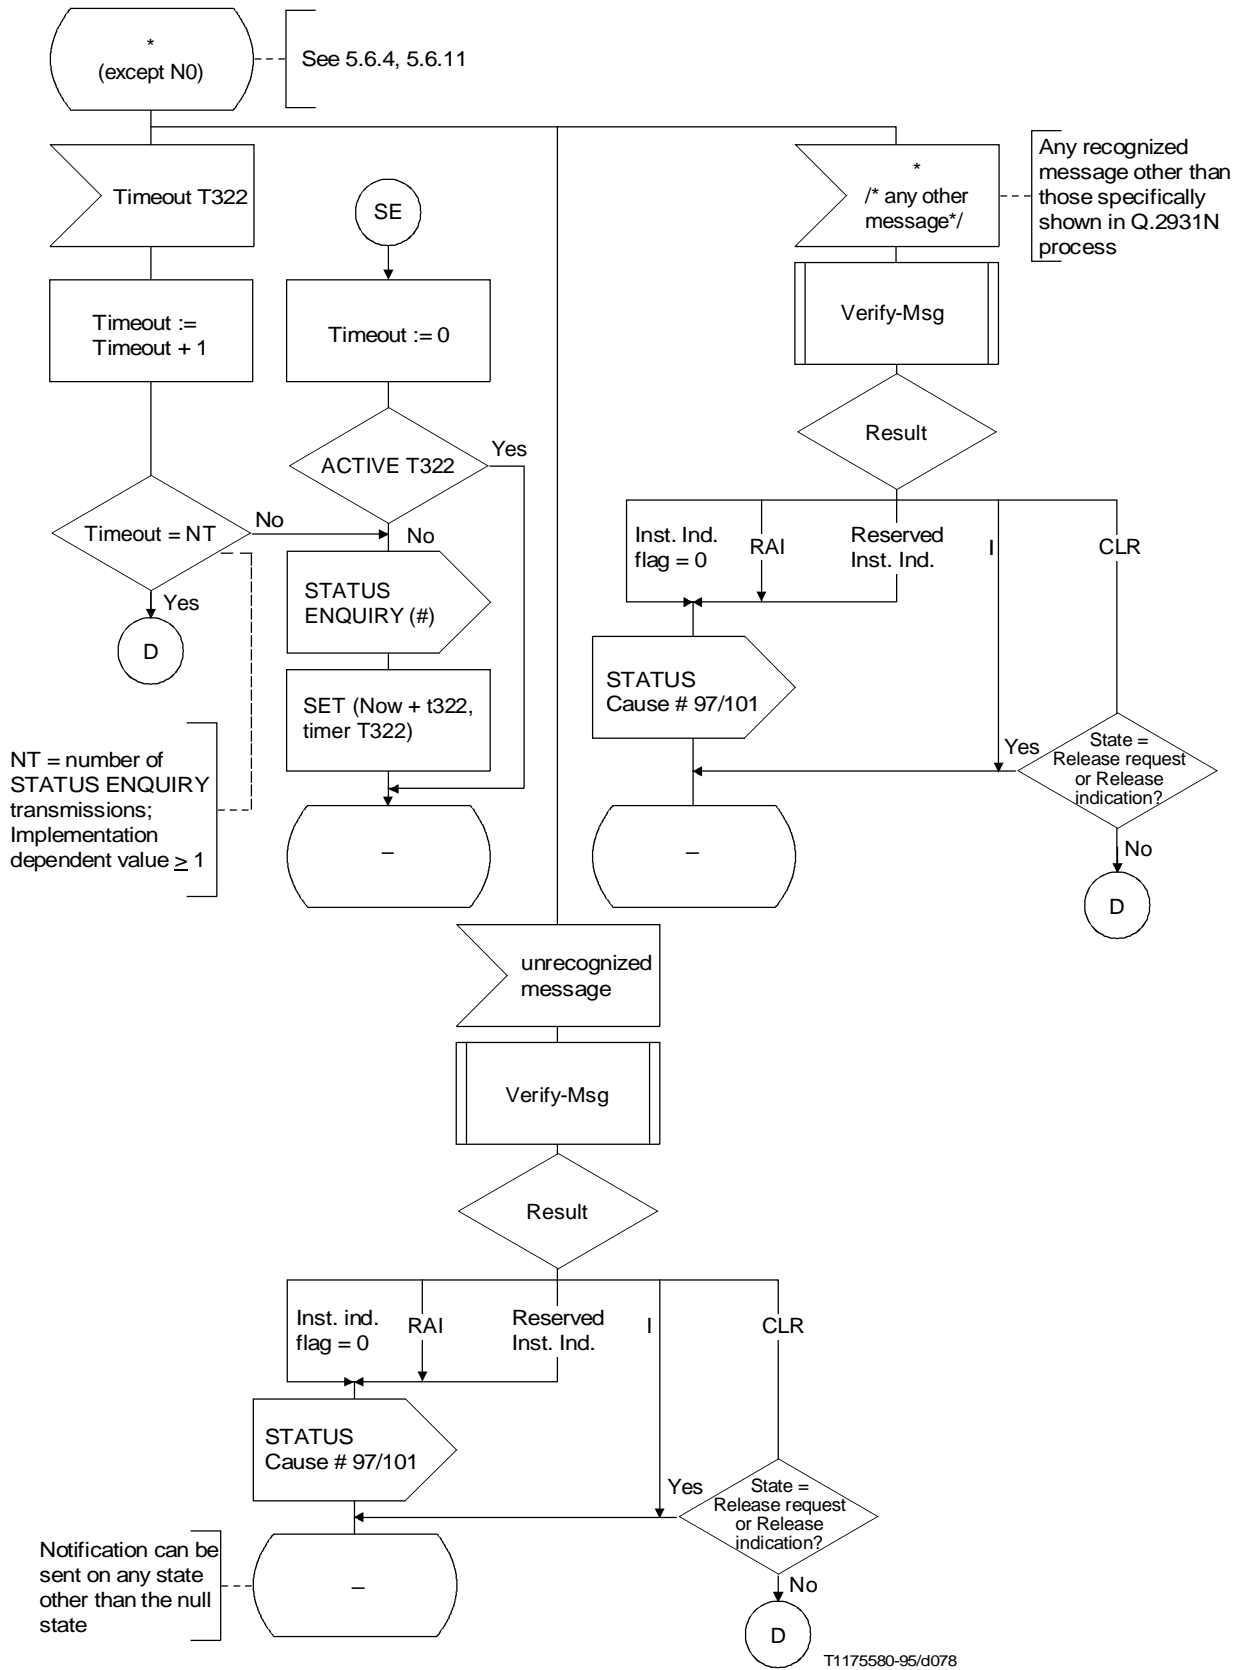 *
(except N0)
See 5.6.4, 5.6.11
Timeout T322
SE
*
/* any other
message*/
Any recognized
message other than
those specifically
shown in Q.2931N
process
Timeout :=
Timeout + 1
Timeout := 0
Verify-Msg
ACTIVE T322
Yes
Result
Timeout = NT
No
No
Yes
D
STATUS
ENQUIRY (#)
Inst. Ind.
flag = 0
RAI
Reserved
Inst. Ind.
I
CLR
SET (Now + t322,
timer T322)
STATUS
Cause # 97/101
NT = number of
STATUS ENQUIRY
transmissions;
Implementation
dependent value ≥ 1
Yes
State =
Release request
or Release
indication?
–
–
No
D
unrecognized
message
Verify-Msg
Result
Inst. ind.
flag = 0
RAI
Reserved
Inst. Ind.
I
CLR
STATUS
Cause # 97/101
Yes
State =
Release request
or Release
indication?
Notification can be
sent on any state
other than the null
state
–
No
D
T1175580-95/d078